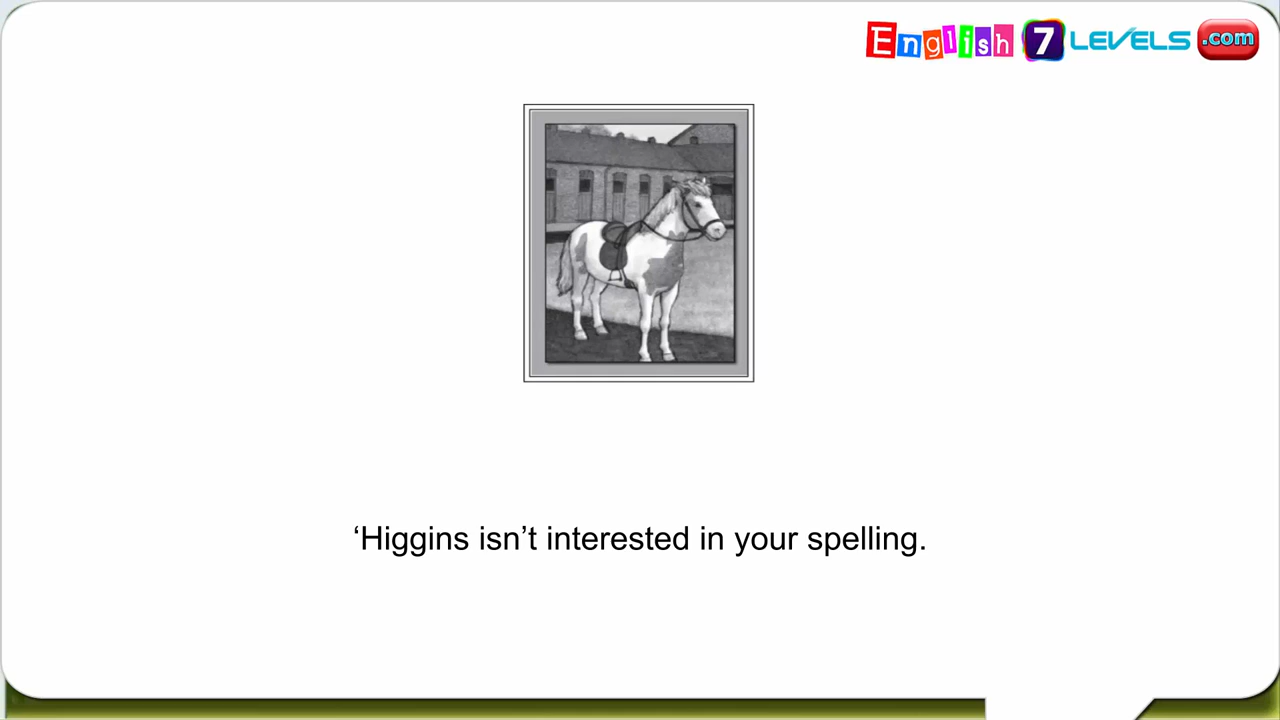 English 7 LEVELS .com
‘Higgins isn’t interested in your spelling.